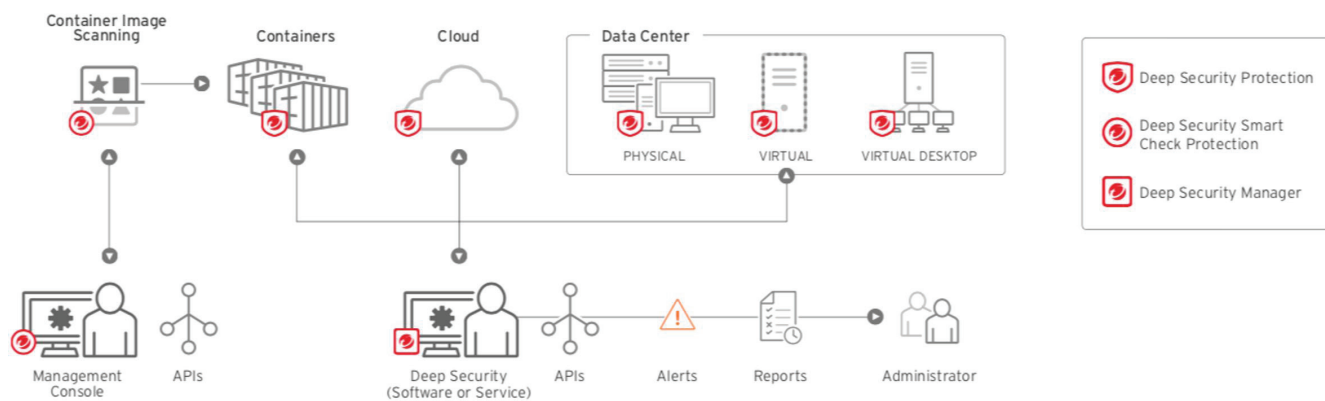 Container Image
Scanning
Containers
Cloud
Data Center
PHYSICAL
VIRTUAL
VIRTUAL DESKTOP
Deep Security Protection
Deep Security Smart
Check Protection
Deep Security Manager
Management
Console
APIs
Deep Security
(Software or Service)
APIs
Alerts
Reports
Administrator